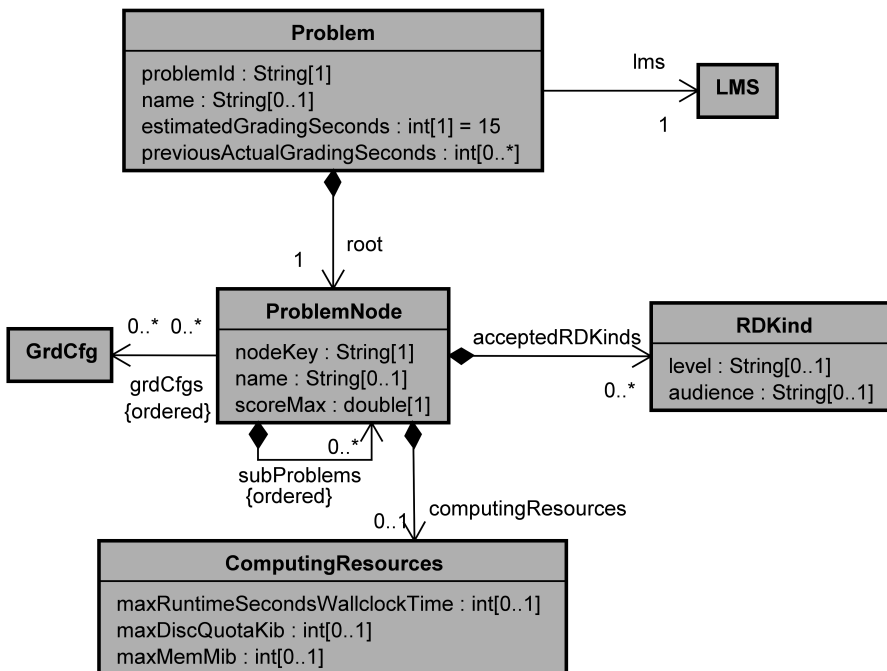 Problem
problemId : String[1]
name : String[0..1]
estimatedGradingSeconds : int[1] = 15
previousActualGradingSeconds : int[0..*]
lms
1
LMS
root
1
ProblemNode
nodeKey : String[1]
name : String[0..1]
scoreMax : double[1]
0..* 0..*
GrdCfg
grdCfgs
{ordered}
acceptedRDKinds
0..*
RDKind
level : String[0..1]
audience : String[0..1]
0..*
subProblems
{ordered}
computingResources
0..1
ComputingResources
maxRuntimeSecondsWallclockTime : int[0..1]
maxDiscQuotaKib : int[0..1]
maxMemMib : int[0..1]